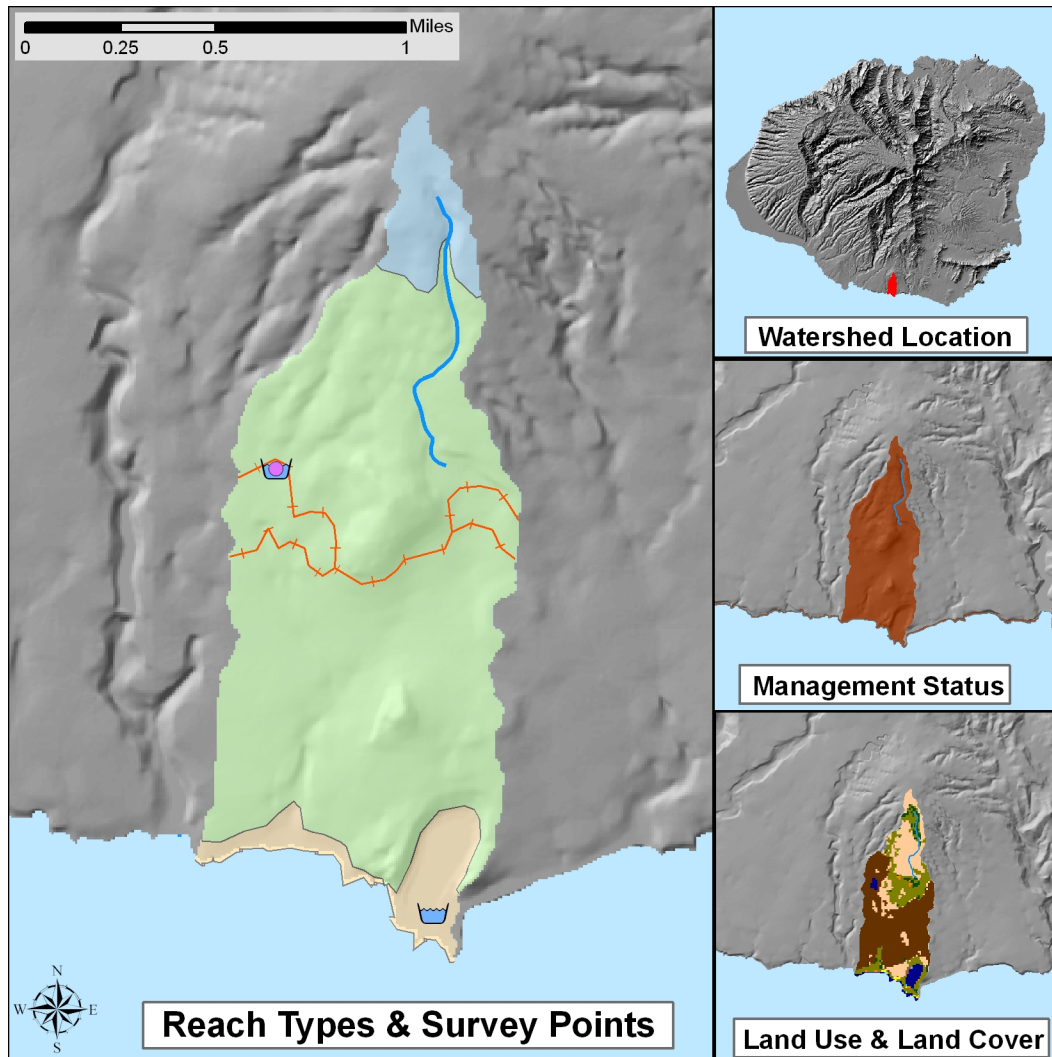 Miles
0 0.25 0.5 1
N
W E
S
Reach Types & Survey Points
Watershed Location
Management Status
Land Use & Land Cover